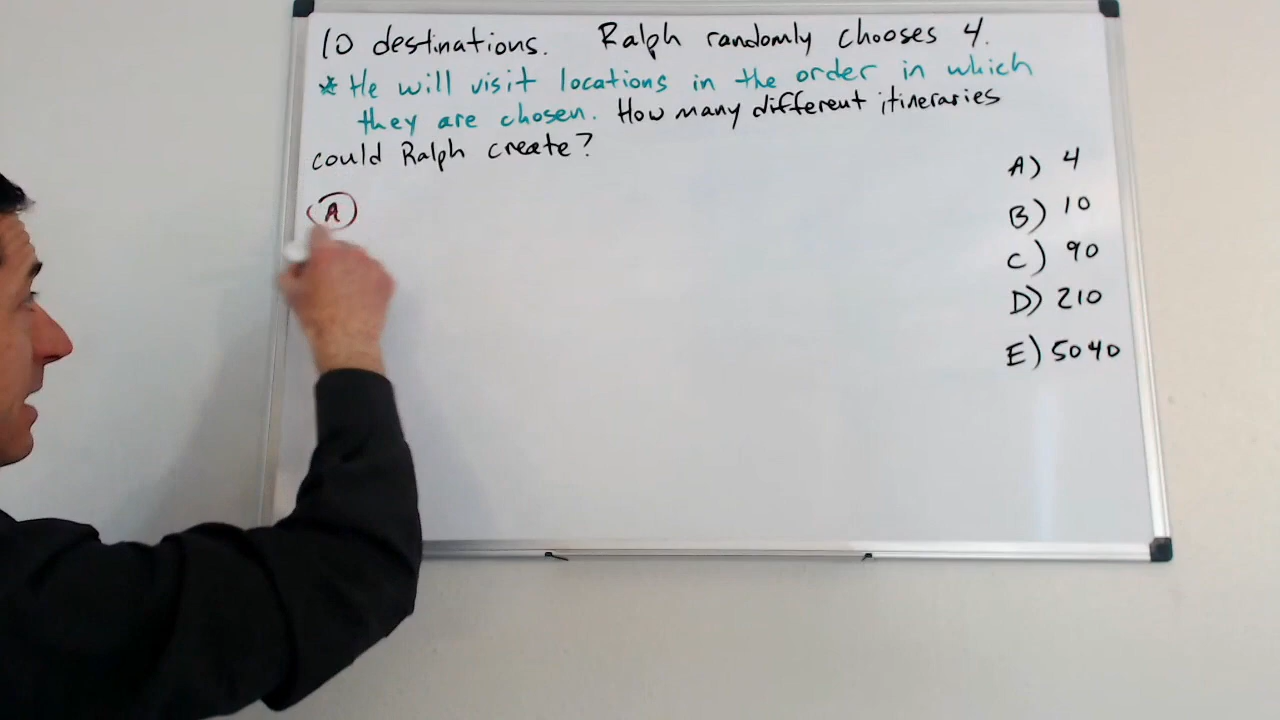 10 destinations. Ralph randomly chooses 4.
* He will visit locations in the order in which
they are chosen. How many different itineraries
could Ralph create?
A
A) 4
B) 10
C) 90
D) 210
E) 5040